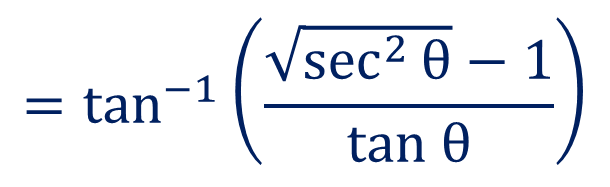 = tan⁻¹ (√(sec² θ) − 1 / tan θ)